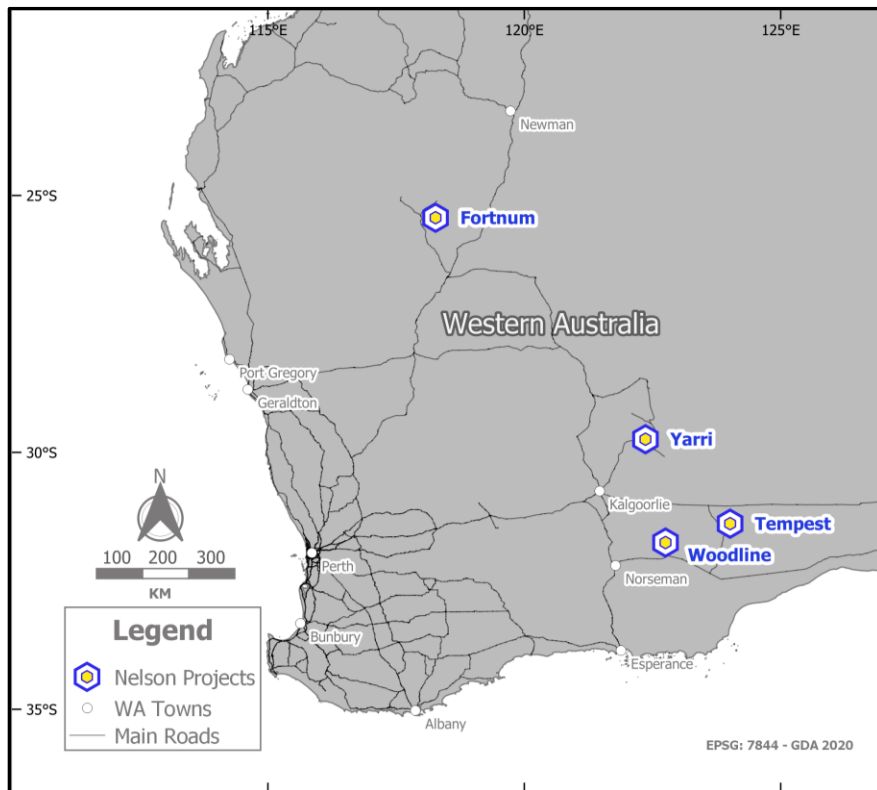 115°E
120°E
125°E
Newman
25°S
Fortnum
Western Australia
Port Gregory
Geraldton
Yarri
30°S
Kalgoorlie
N
Tempest
Woodline
100 200 300
KM
Perth
Norseman
Legend
Bunbury
Nelson Projects
Esperance
WA Towns
35°S
Albany
Main Roads
EPSG: 7844 - GDA 2020